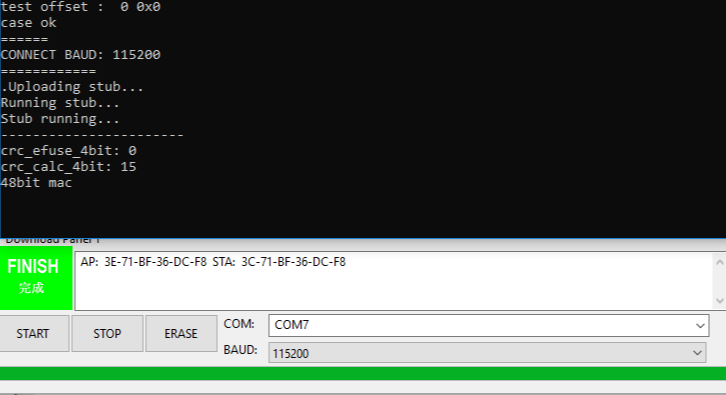 test offset :  0 0x0
case ok
======
CONNECT BAUD: 115200
============
.Uploading stub...
Running stub...
Stub running...
-----------------------
crc_efuse_4bit: 0
crc_calc_4bit: 15
48bit mac
Download Panel 1
FINISH
完成
AP:  3E-71-BF-36-DC-F8  STA:  3C-71-BF-36-DC-F8
START
STOP
ERASE
COM:
COM7
BAUD:
115200